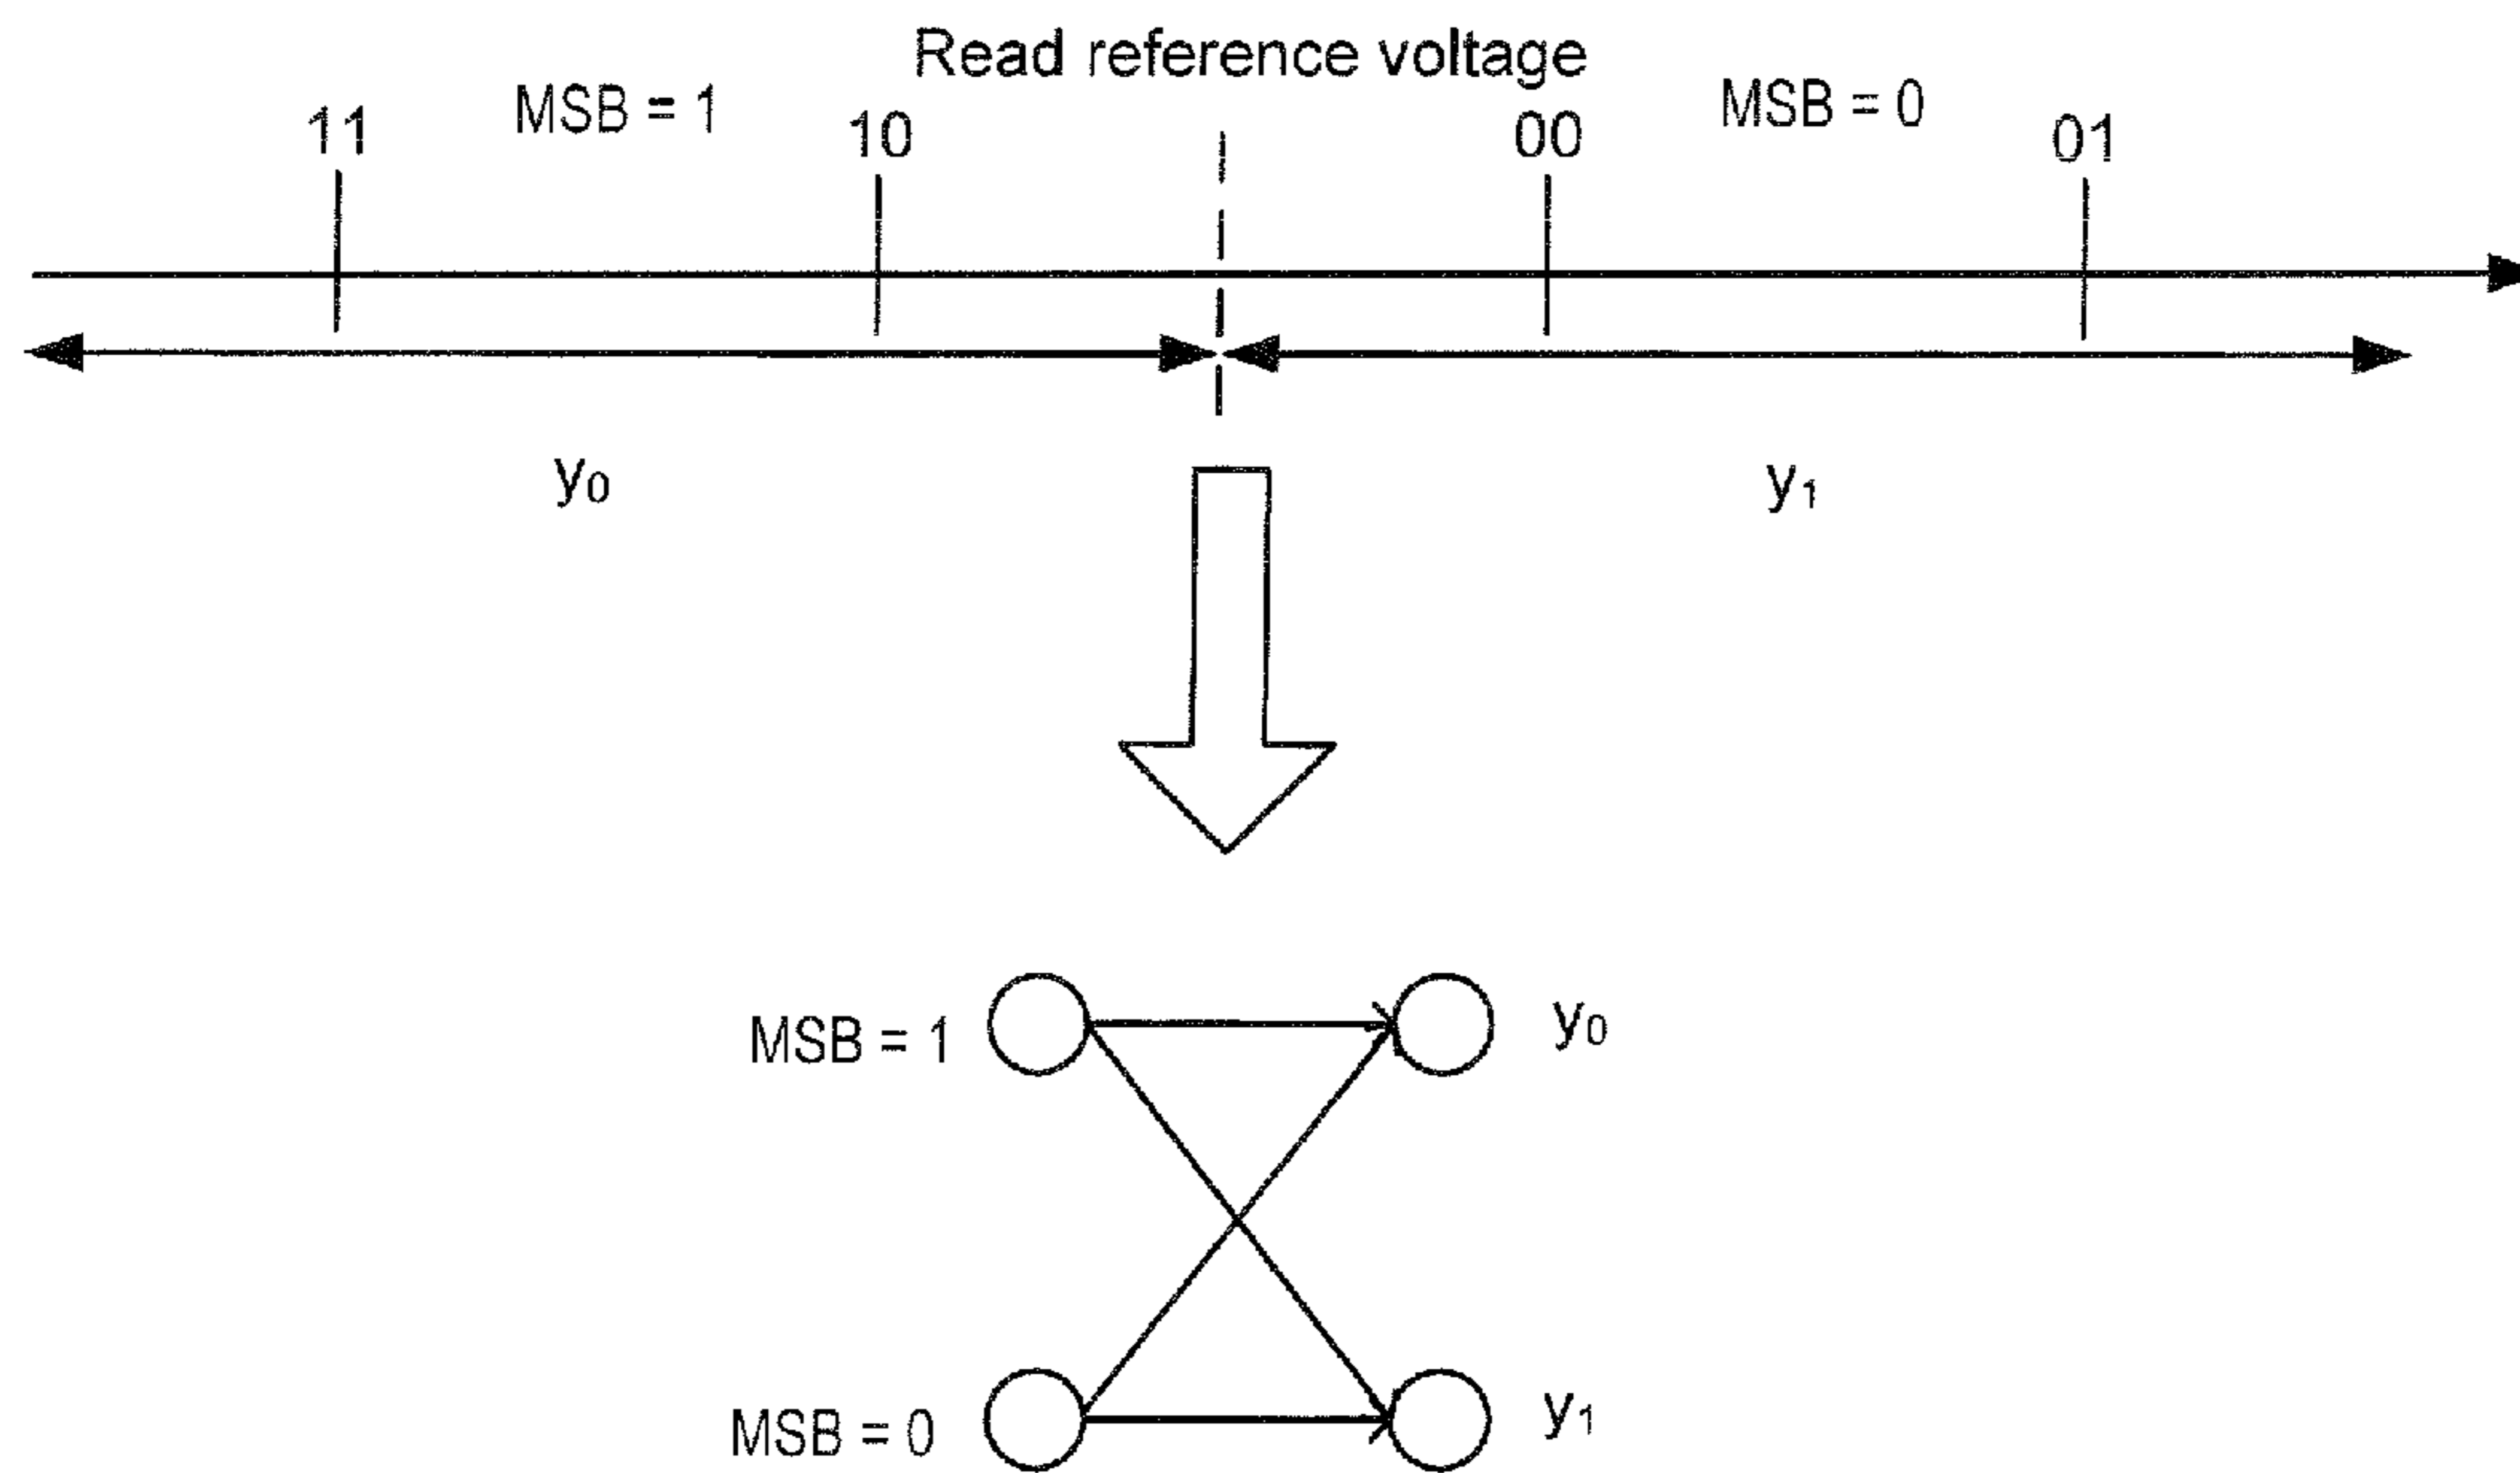 Read reference voltage
11 MSB = 1 10 00 MSB = 0 01
y₀ y₁
MSB = 1 y₀
MSB = 0 y₁